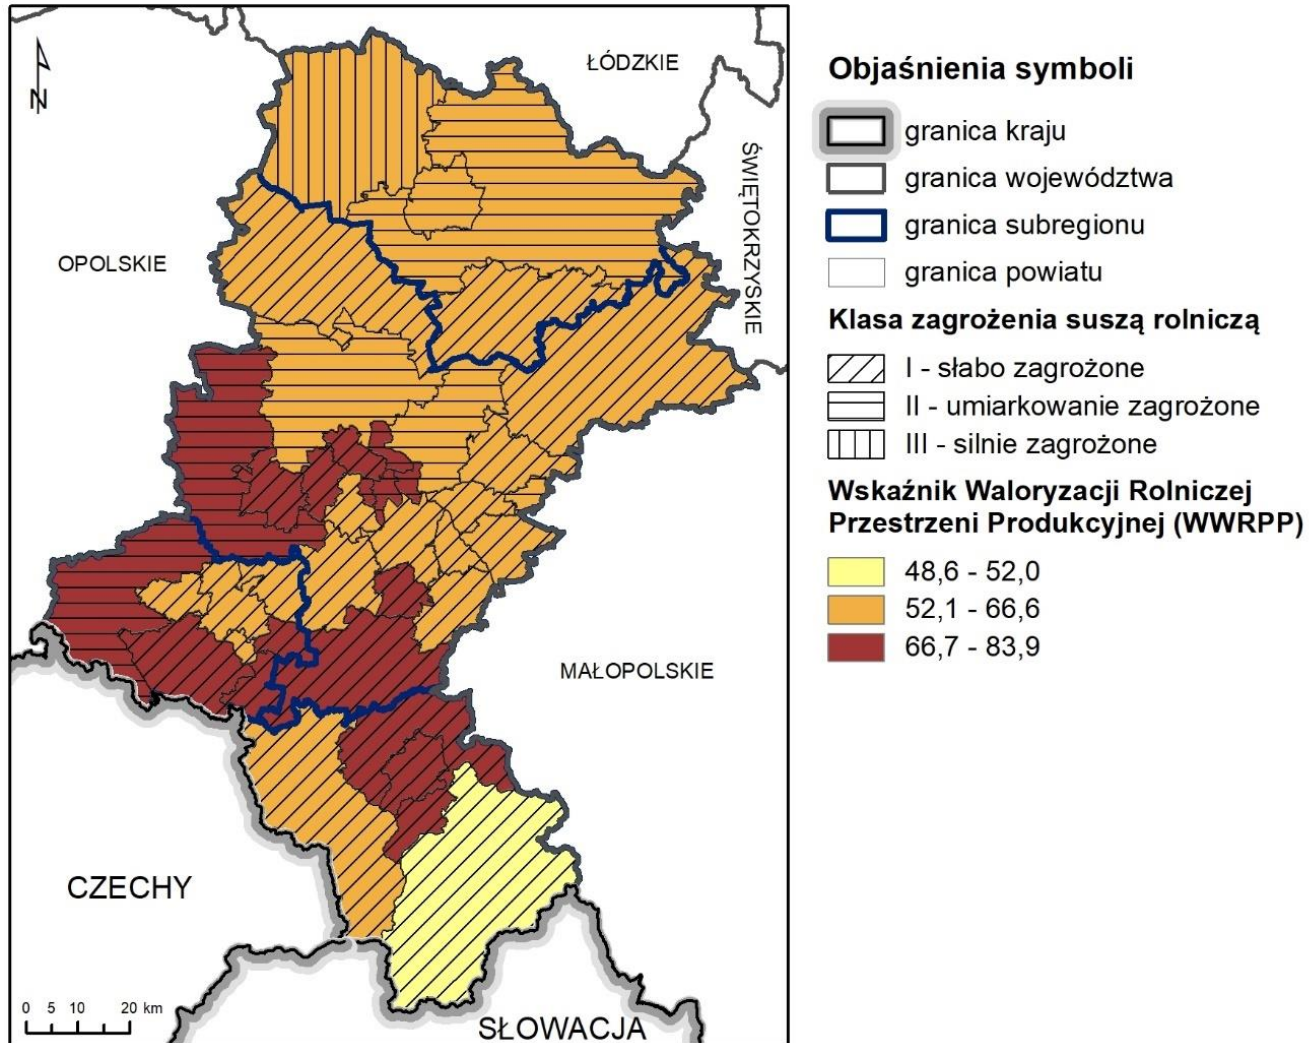 N
ŁÓDZKIE
ŚWIĘTOKRZYSKIE
OPOLSKIE
MAŁOPOLSKIE
CZECHY
SŁOWACJA
0 5 10 20 km
Objaśnienia symboli
granica kraju
granica województwa
granica subregionu
granica powiatu
Klasa zagrożenia suszą rolniczą
I - słabo zagrożone
II - umiarkowanie zagrożone
III - silnie zagrożone
Wskaźnik Waloryzacji Rolniczej
Przestrzeni Produkcyjnej (WWRPP)
48,6 - 52,0
52,1 - 66,6
66,7 - 83,9